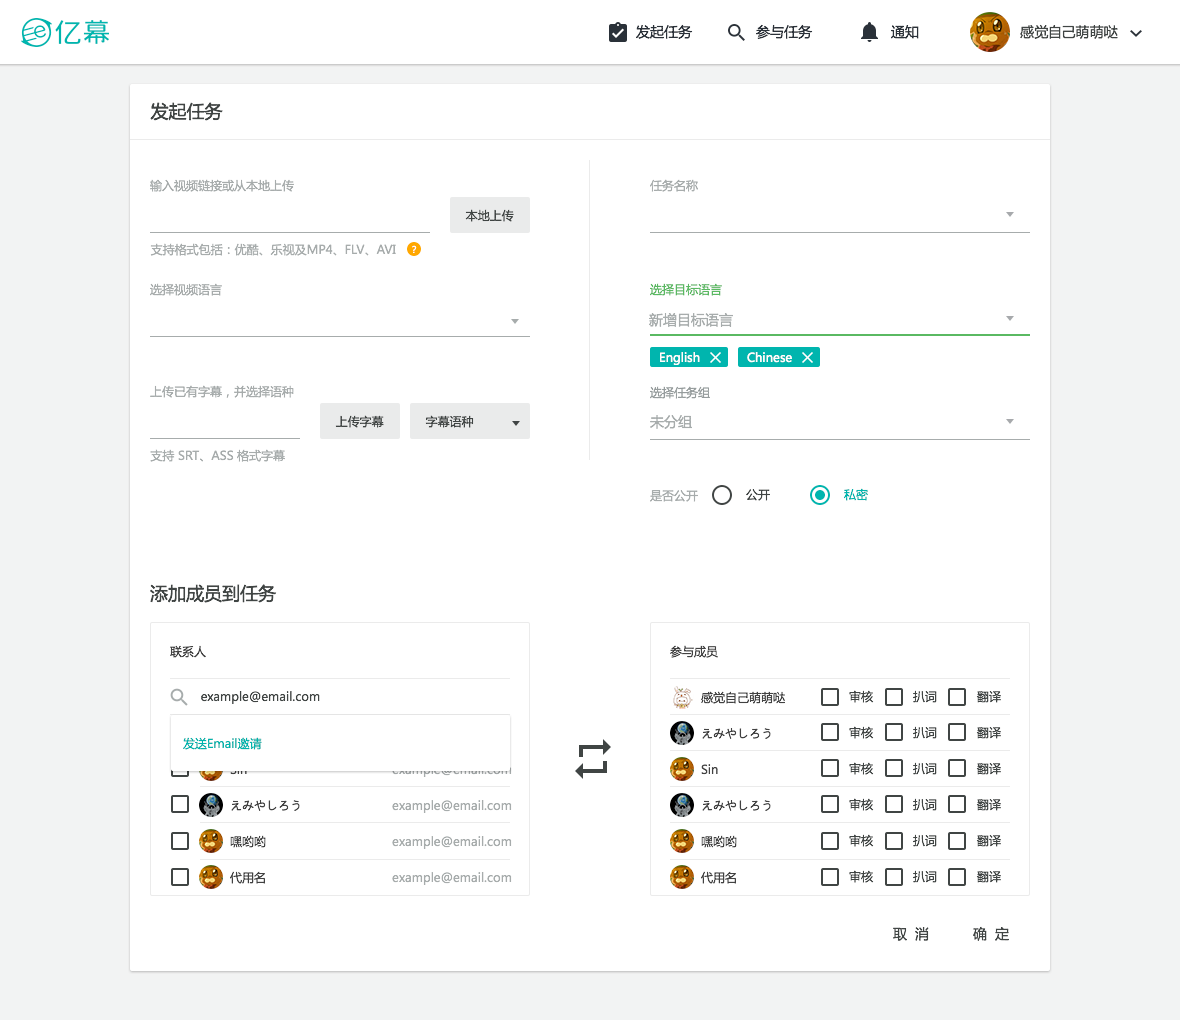 亿幕
发起任务
参与任务
通知
感觉自己萌萌哒
发起任务
输入视频链接或从本地上传
本地上传
支持格式包括：优酷、乐视及MP4、FLV、AVI ?
选择视频语言
上传已有字幕，并选择语种
上传字幕
字幕语种
支持 SRT、ASS 格式字幕
任务名称
选择目标语言
新增目标语言
English
Chinese
选择任务组
未分组
是否公开
公开
私密
添加成员到任务
联系人
example@email.com
发送Email邀请
Sin example@email.com
えみやしろう example@email.com
嘿哟哟 example@email.com
代用名 example@email.com
参与成员
感觉自己萌萌哒 审核 扒词 翻译
えみやしろう 审核 扒词 翻译
Sin 审核 扒词 翻译
えみやしろう 审核 扒词 翻译
嘿哟哟 审核 扒词 翻译
代用名 审核 扒词 翻译
取 消
确 定